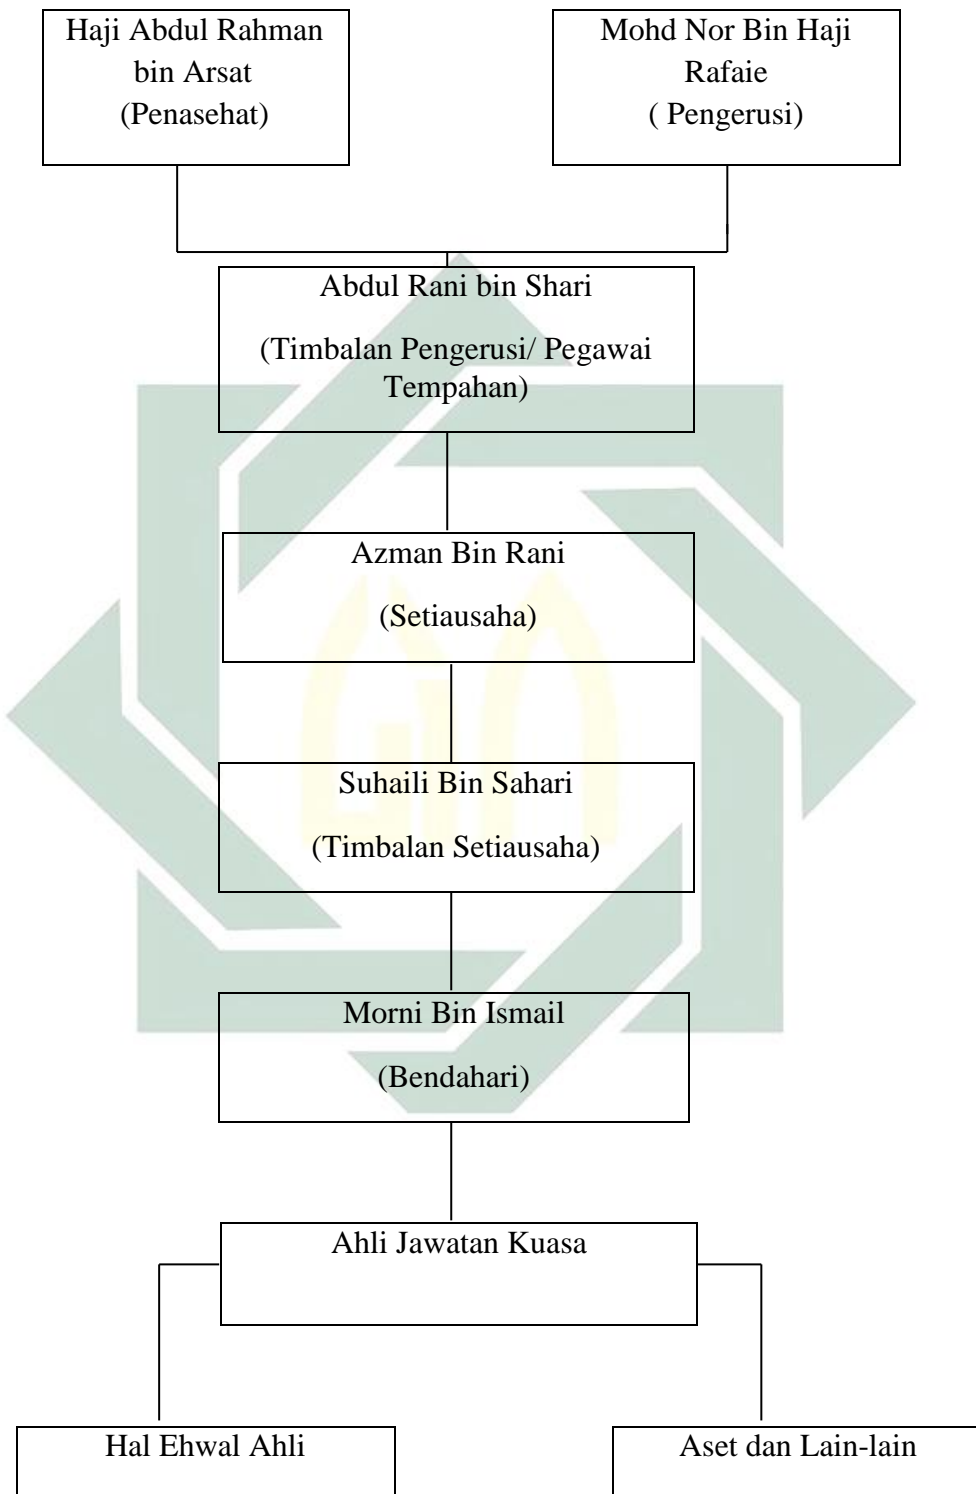 Haji Abdul Rahman
bin Arsat
(Penasehat)
Mohd Nor Bin Haji
Rafaie
( Pengerusi)
Abdul Rani bin Shari
(Timbalan Pengerusi/ Pegawai
Tempahan)
Azman Bin Rani
(Setiausaha)
Suhaili Bin Sahari
(Timbalan Setiausaha)
Morni Bin Ismail
(Bendahari)
Ahli Jawatan Kuasa
Hal Ehwal Ahli
Aset dan Lain-lain